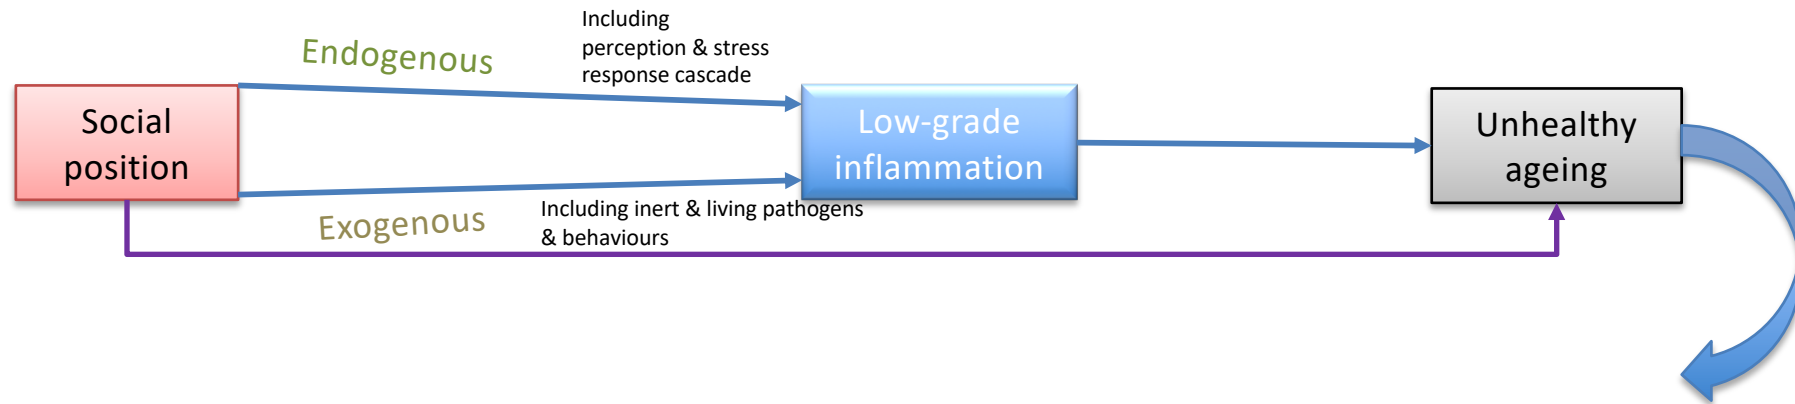 Including
perception & stress
response cascade
Endogenous
Social
position
Low-grade
inflammation
Unhealthy
ageing
Exogenous
Including inert & living pathogens
& behaviours